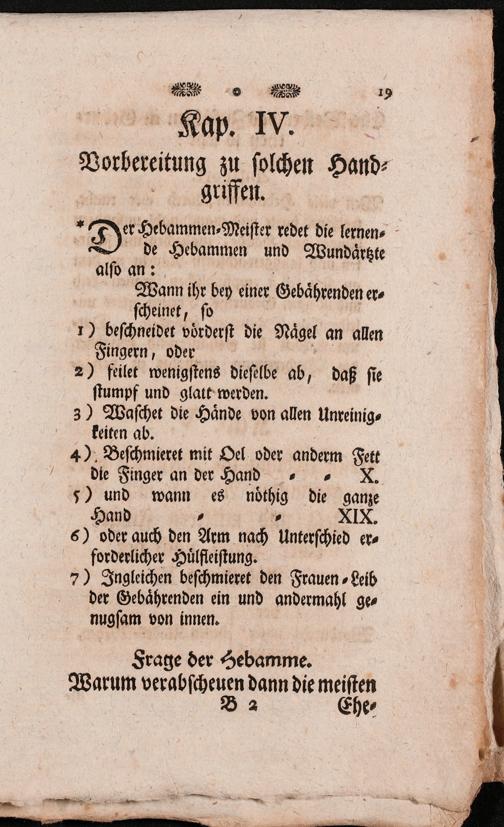 19
Kap. IV.
Vorbereitung zu ſolchen Hand⸗
griffen.
* Der Hebammen-Meiſter redet die lernen-
de Hebammen und Wundärtzte
alſo an :
Wann ihr bey einer Gebährenden er-
ſcheinet, ſo
1 ) beſchneidet vörderſt die Nägel an allen
Fingern, oder
2 ) feilet wenigſtens dieſelbe ab, daß ſie
ſtumpf und glatt werden.
3 ) Waſchet die Hände von allen Unreinig-
keiten ab.
4 ) Beſchmieret mit Oel oder anderm Fett
die Finger an der Hand ⸗ ⸗ X.
5 ) und wann es nöthig die ganze
Hand ⸗ ⸗ XIX.
6 ) oder auch den Arm nach Unterſchied er-
forderlicher Hülfleiſtung.
7 ) Ingleichen beſchmieret den Frauen-Leib
der Gebährenden ein und andermahl ge-
nugſam von innen.
Frage der Hebamme.
Warum verabſcheuen dann die meiſten
B 2 Ehe-